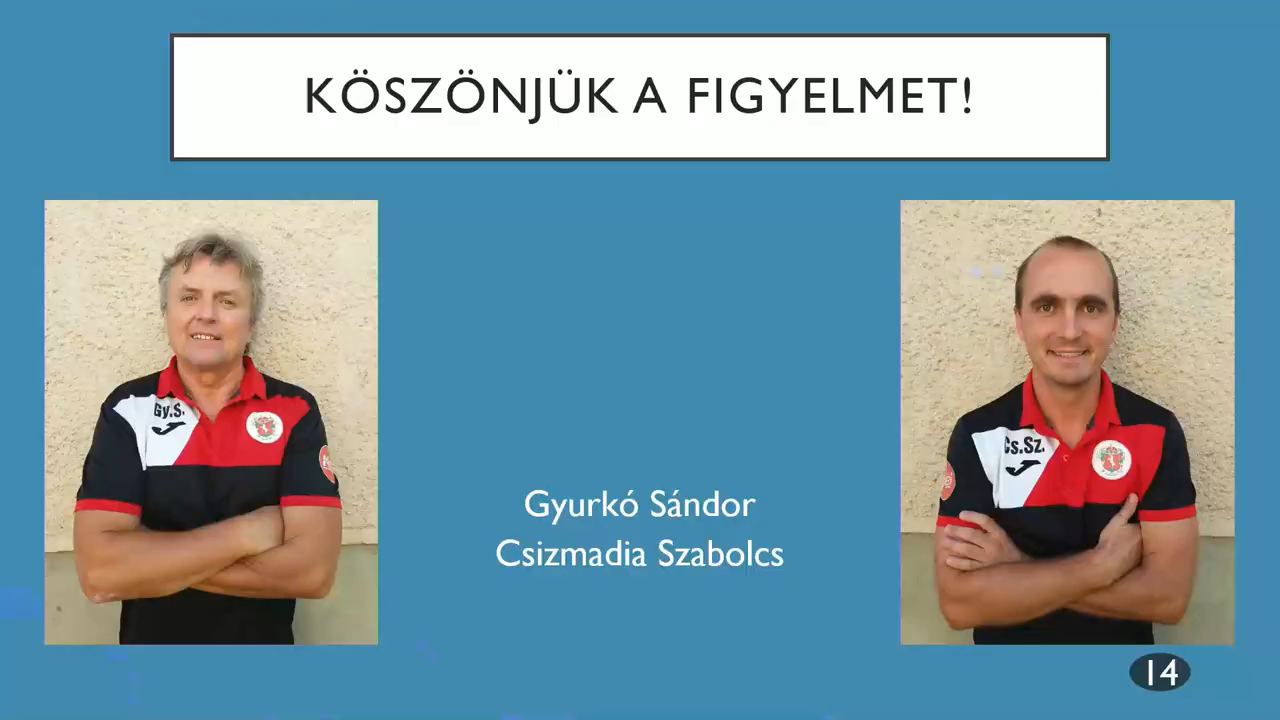 KÖSZÖNJÜK A FIGYELMET!
Gy.S.
Cs.Sz.
Gyurkó Sándor
Csizmadia Szabolcs
14